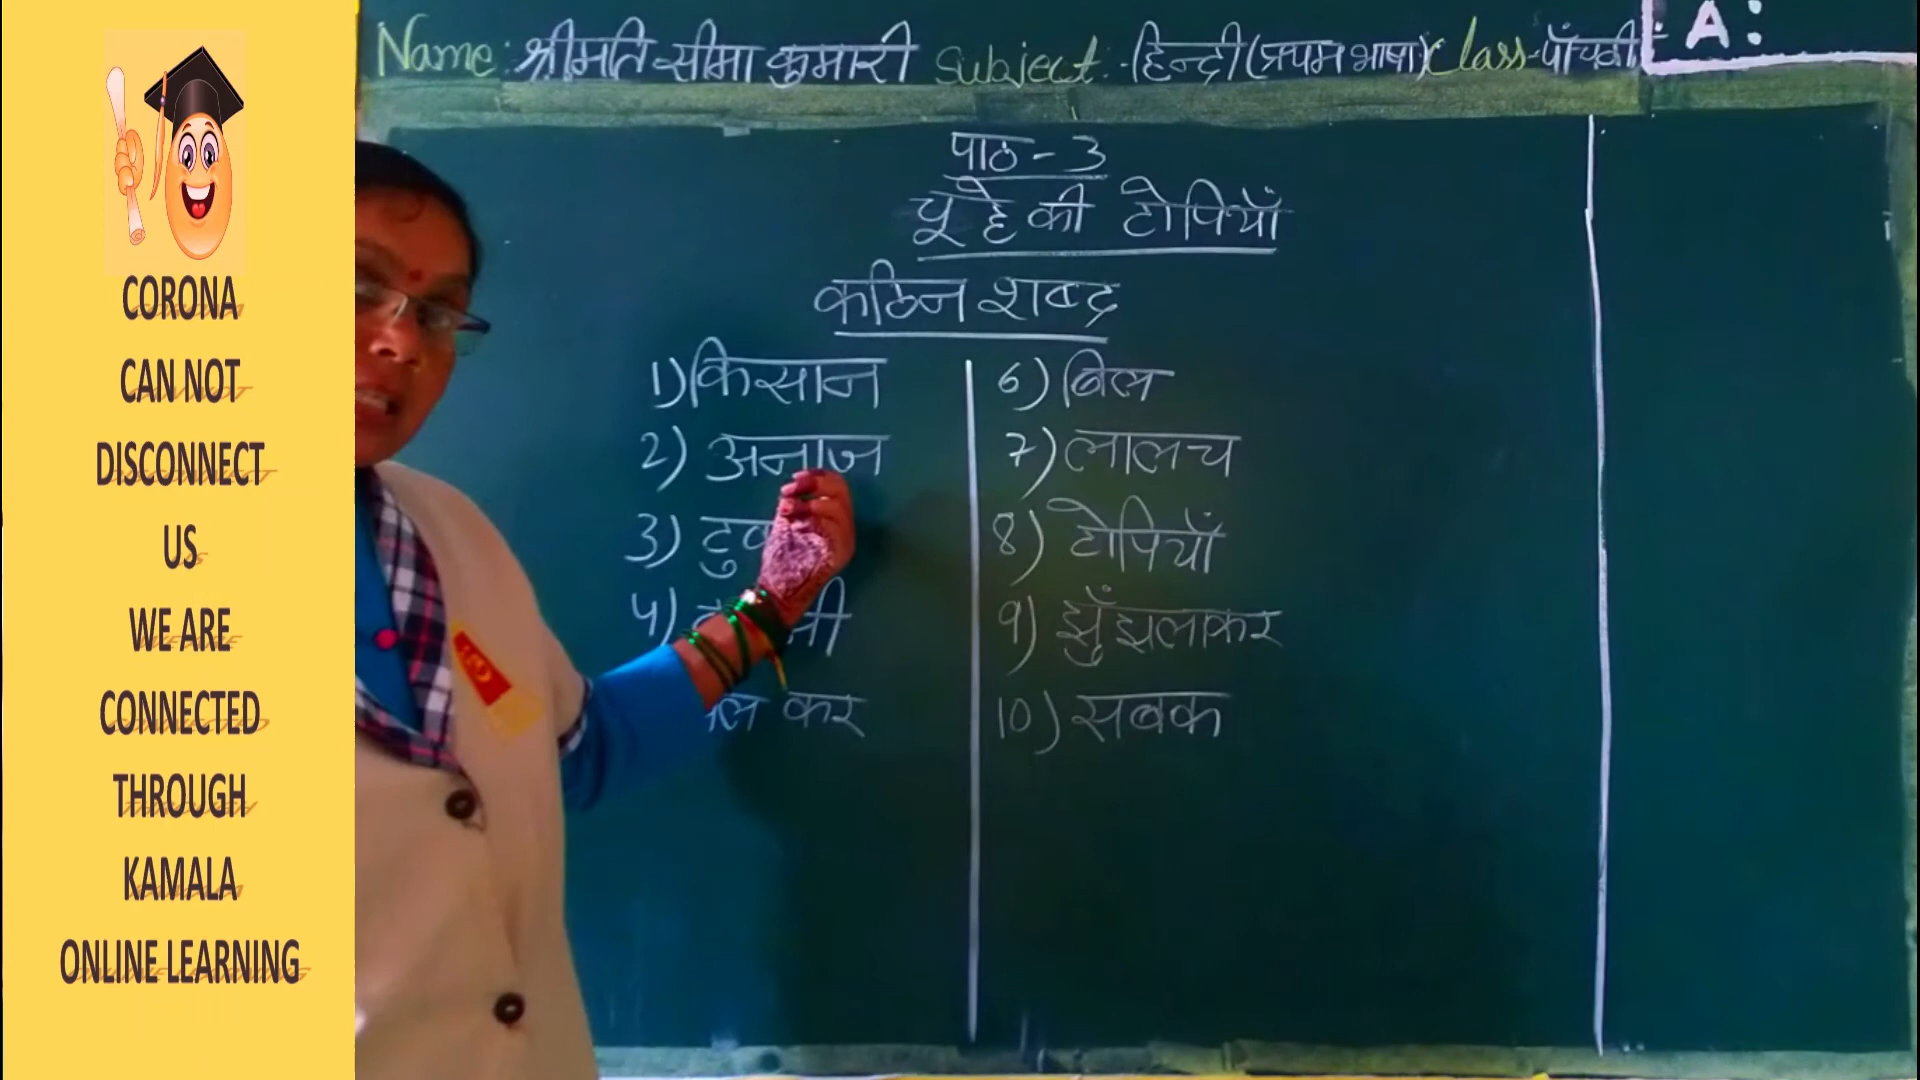 CORONA
CAN NOT
DISCONNECT
US
WE ARE
CONNECTED
THROUGH
KAMALA
ONLINE LEARNING
Name: श्रीमति सीमा कुमारी Subject:-हिन्दी(प्रथम भाषा) Class-पाँचवी
A:
पाठ - 3
चूहे की टोपियाँ
कठिन शब्द
1) किसान
2) अनाज
3)
4)
कर
6) बिल
7) लालच
8) टोपियाँ
9) झुँझलाकर
10) सबक